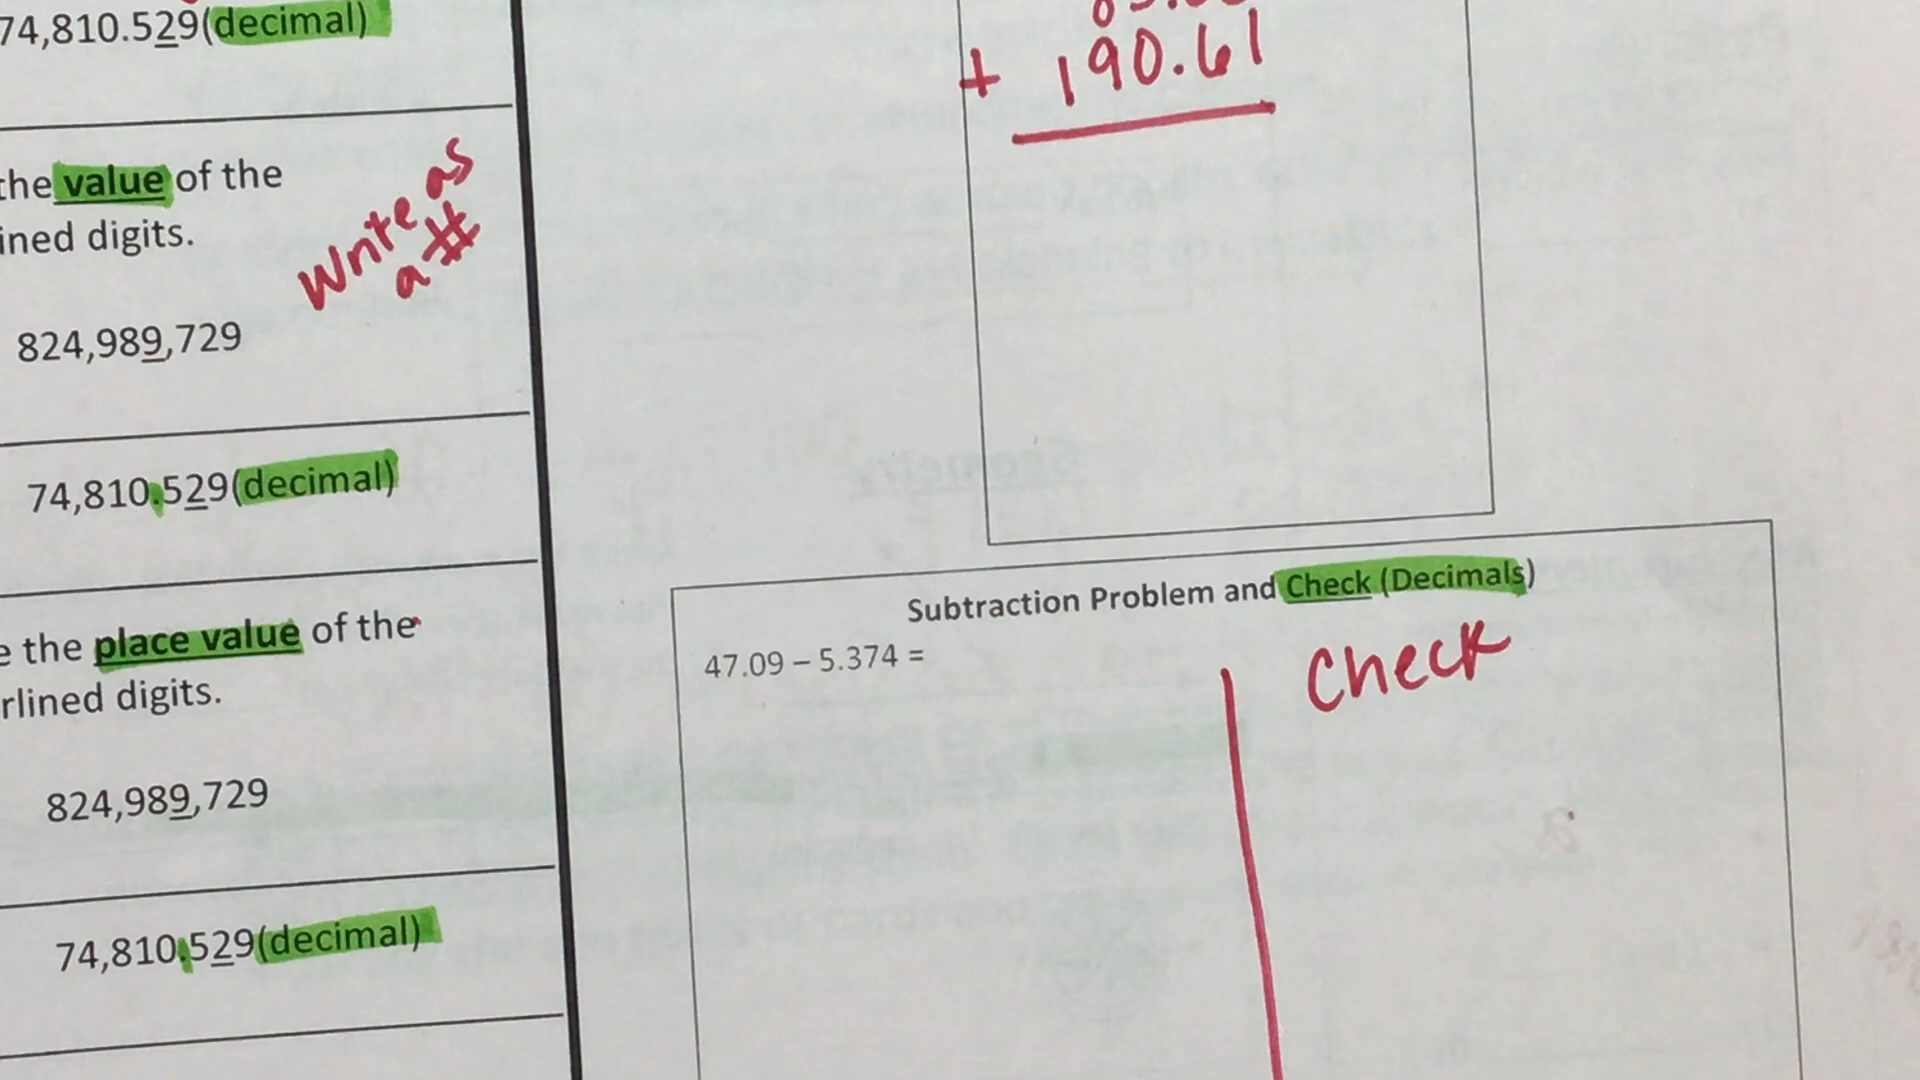 74,810.529(decimal)
the value of the
ined digits.
Write as
a #
824,989,729
74,810.529(decimal)
e the place value of the
rlined digits.
824,989,729
74,810.529(decimal)
+ 190.61
Subtraction Problem and Check (Decimals)
47.09 – 5.374 =
Check